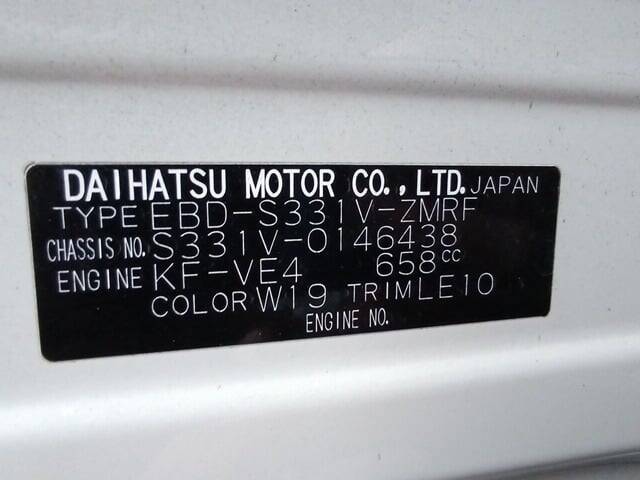 DAIHATSU MOTOR CO.,LTD. JAPAN
TYPE EBD-S331V-ZMRF
CHASSIS NO. S331V-0146438
ENGINE KF-VE4 658cc
COLOR W19 TRIM LE10
ENGINE NO.